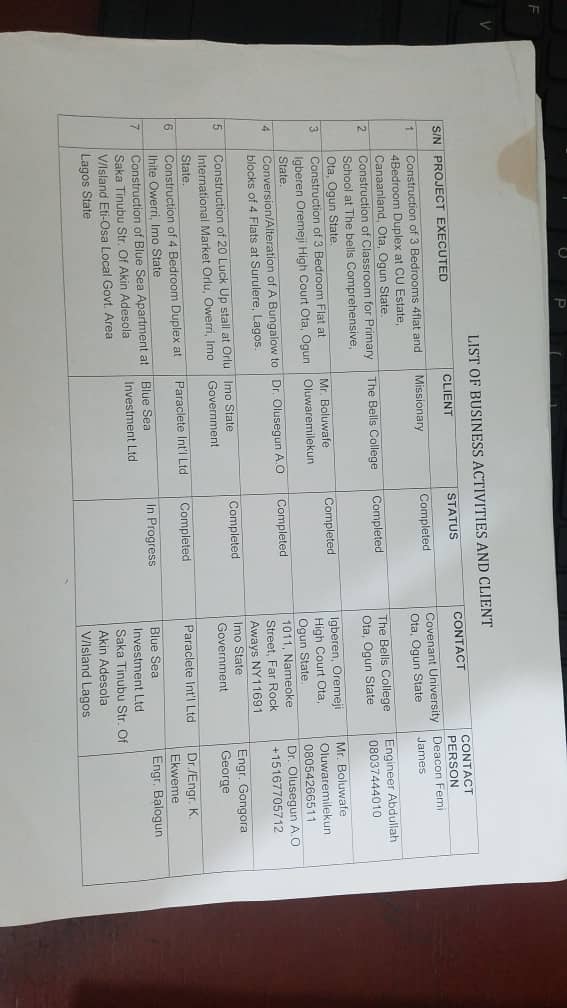 LIST OF BUSINESS ACTIVITIES AND CLIENT
S/N PROJECT EXECUTED CLIENT STATUS CONTACT CONTACT PERSON
1 Construction of 3 Bedrooms 4flat and
4Bedroom Duplex at CU Estate,
Canaanland, Ota, Ogun State.
Missionary
Completed
Covenant University
Ota, Ogun State
Deacon Femi
James
2 Construction of Classroom for Primary
School at The bells Comprehensive,
Ota, Ogun State.
The Bells College
Completed
The Bells College
Ota, Ogun State
Engineer Abdullah
08037444010
3 Construction of 3 Bedroom Flat at
Igberen Oremeji High Court Ota, Ogun
State.
Mr. Boluwafe
Oluwaremilekun
Completed
Igberen, Oremeji
High Court Ota,
Ogun State.
Mr. Boluwafe
Oluwaremilekun
08054266511
4 Conversion/Alteration of A Bungalow to
blocks of 4 Flats at Surulere, Lagos.
Dr. Olusegun A.O
Completed
1011, Nameoke
Street, Far Rock
Aways NY11691
Dr. Olusegun A.O
+15167705712
5 Construction of 20 Luck Up stall at Orlu
International Market Orlu, Owerri, Imo
State.
Imo State
Government
Completed
Imo State
Government
Engr. Gongora
George
6 Construction of 4 Bedroom Duplex at
Ihite Owerri, Imo State
Paraclete Int'l Ltd
Completed
Paraclete Int'l Ltd
Dr./Engr. K.
Ekweme
7 Construction of Blue Sea Apartment at
Saka Tinubu Str. Of Akin Adesola
V/Island Eti-Osa Local Govt. Area
Lagos State
Blue Sea
Investment Ltd
In Progress
Blue Sea
Investment Ltd
Saka Tinubu Str. Of
Akin Adesola
V/Island Lagos
Engr. Balogun